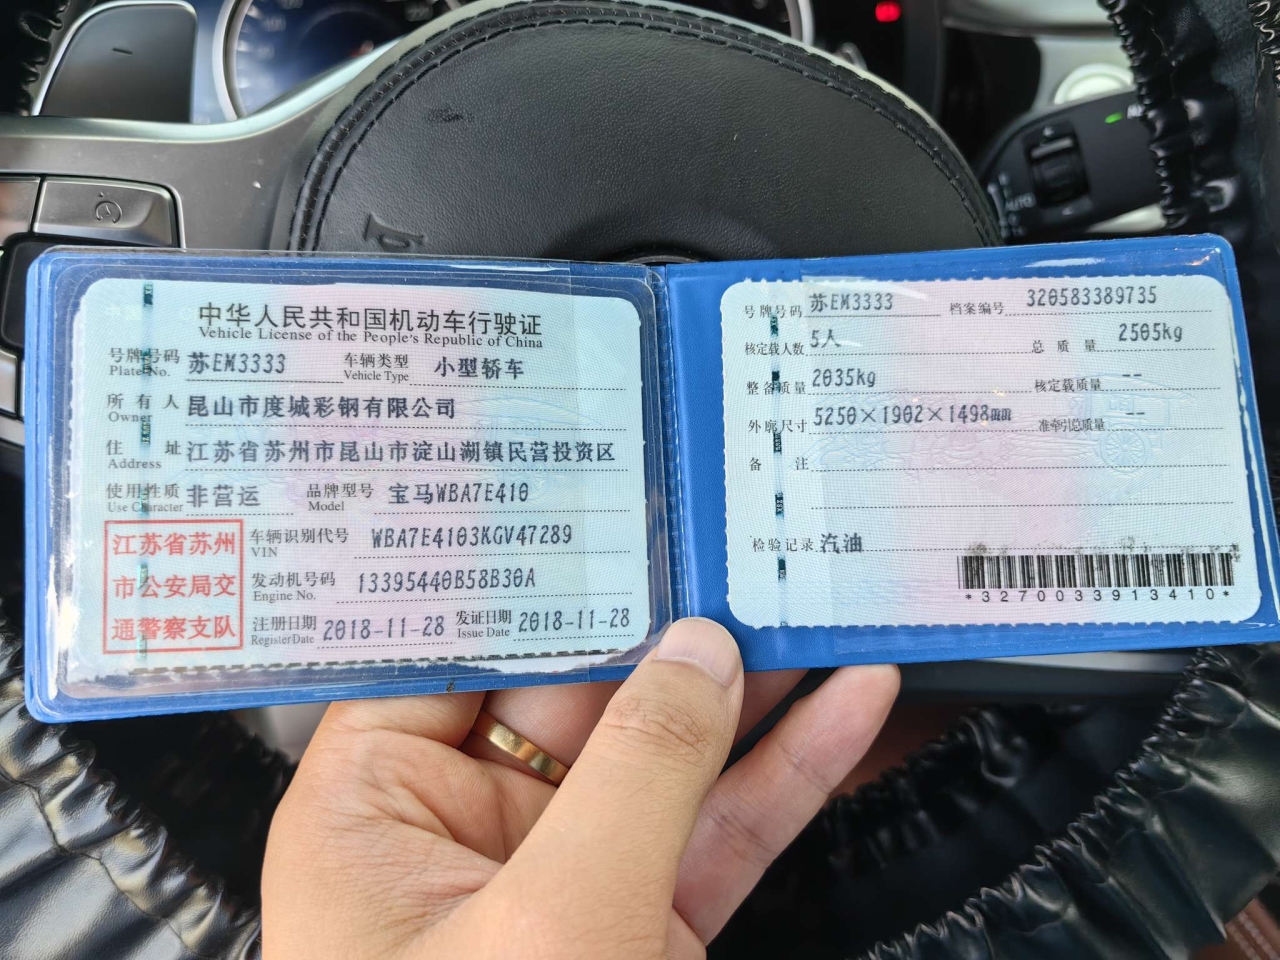 中华人民共和国机动车行驶证
Vehicle License of the People's Republic of China
号牌号码 苏EM3333 车辆类型 小型轿车
Plate No. Vehicle Type
所有人 昆山市度城彩钢有限公司
Owner
住址 江苏省苏州市昆山市淀山湖镇民营投资区
Address
使用性质 非营运 品牌型号 宝马WBA7E410
Use Character Model
江苏省苏州
市公安局交
通警察支队
车辆识别代号 WBA7E4103KGV47289
VIN
发动机号码 13395440B58B30A
Engine No.
注册日期 2018-11-28 发证日期 2018-11-28
Register Date Issue Date
号牌号码 苏EM3333 档案编号 320583389735
核定载人数 5人 总质量 2505kg
整备质量 2035kg 核定载质量 --
外廓尺寸 5250×1902×1498mm 准牵引总质量 --
备注
检验记录 汽油
*3270033913410*
AUTO